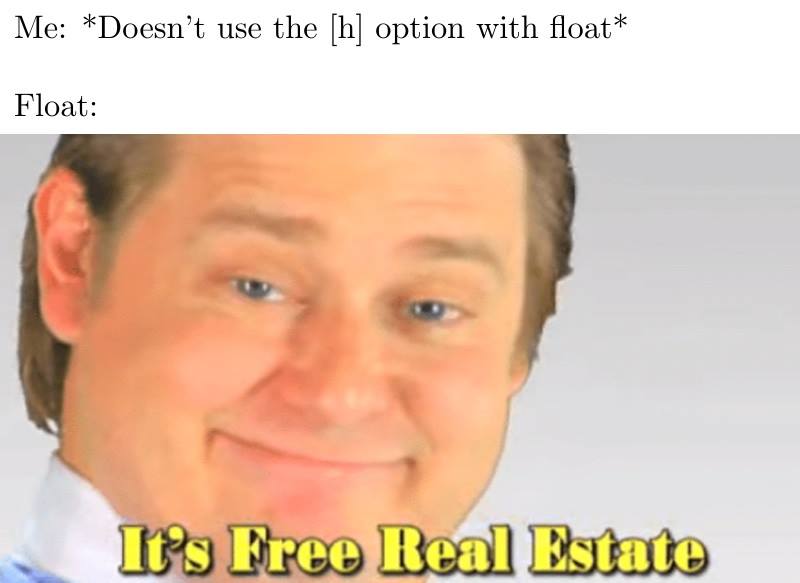 Me: *Doesn't use the [h] option with float*
Float:
It's Free Real Estate